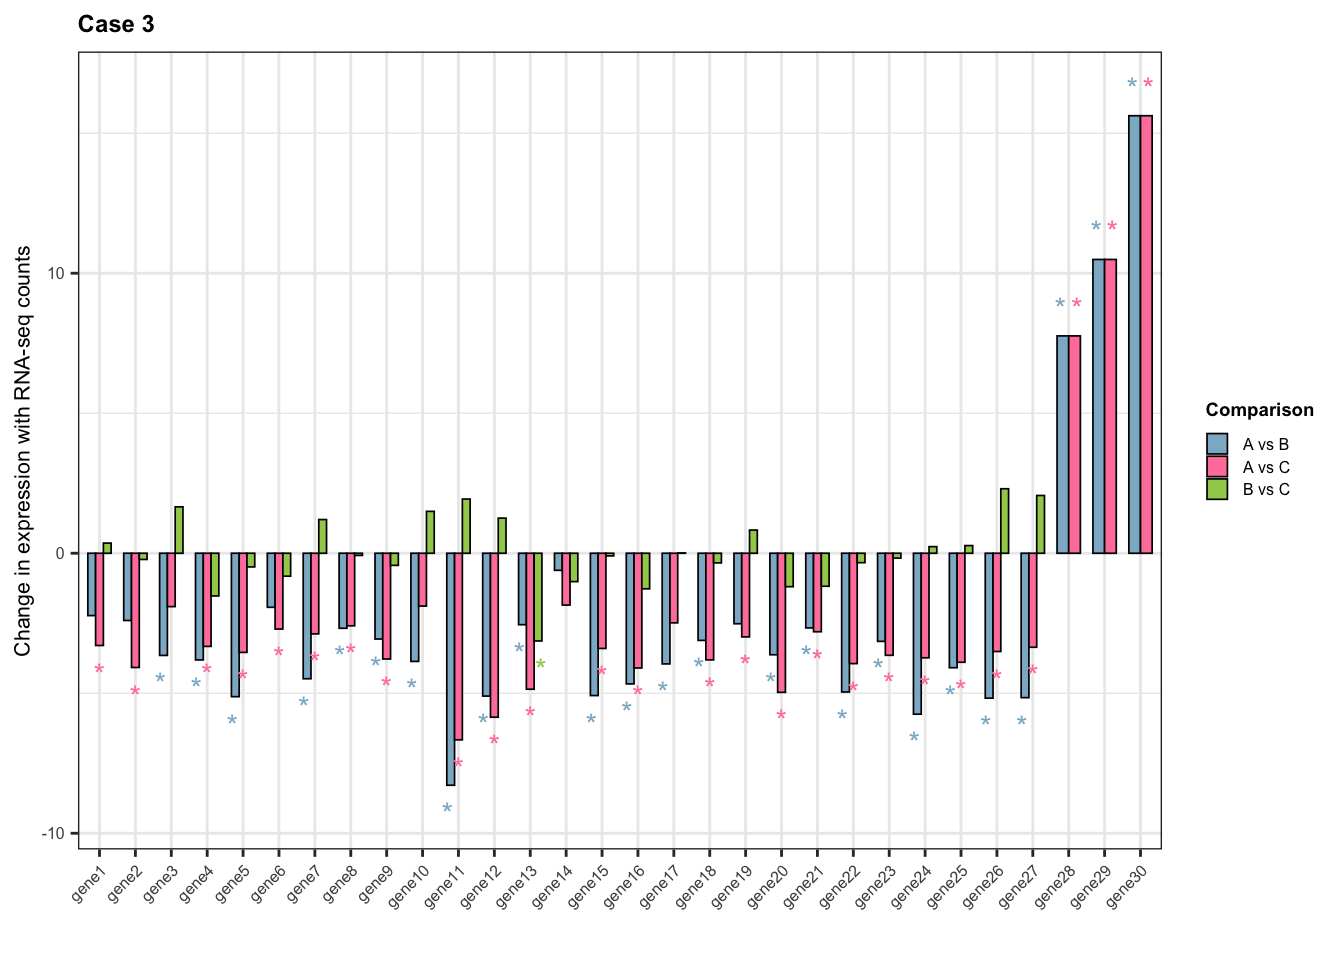 Case 3
Change in expression with RNA-seq counts
10
0
-10
gene1
gene2
gene3
gene4
gene5
gene6
gene7
gene8
gene9
gene10
gene11
gene12
gene13
gene14
gene15
gene16
gene17
gene18
gene19
gene20
gene21
gene22
gene23
gene24
gene25
gene26
gene27
gene28
gene29
gene30
Comparison
A vs B
A vs C
B vs C